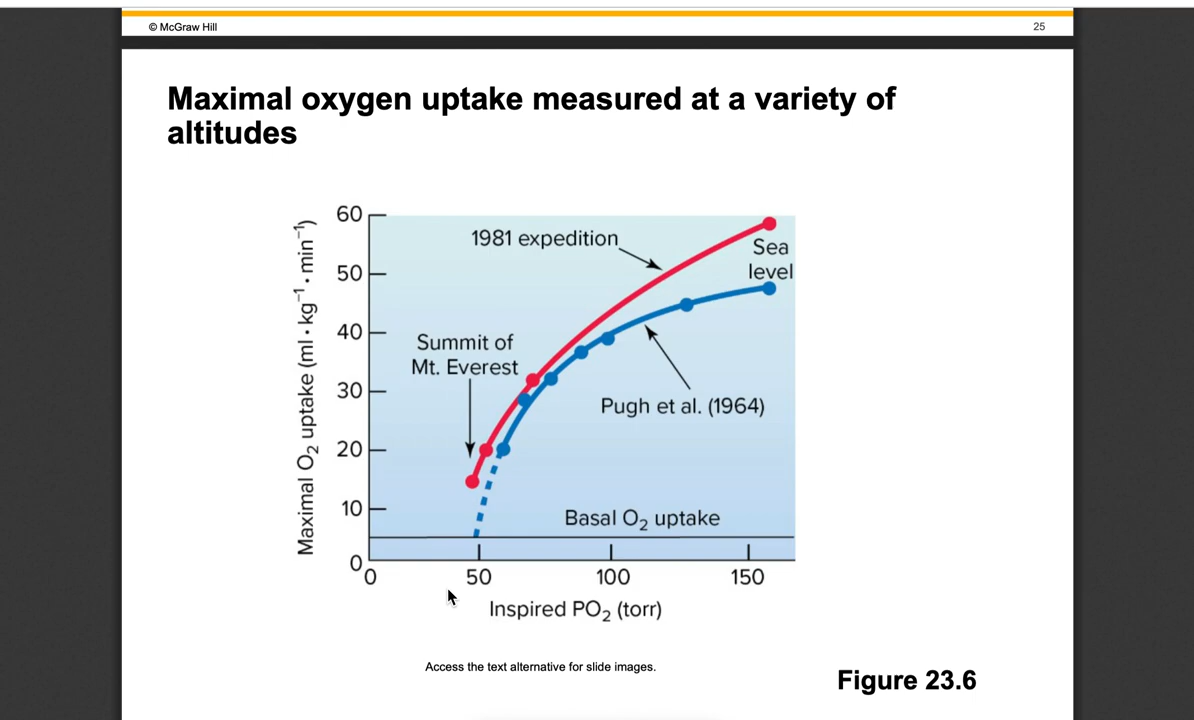 © McGraw Hill
25
Maximal oxygen uptake measured at a variety of
altitudes
Maximal O₂ uptake (ml • kg⁻¹ • min⁻¹)
60
50
40
30
20
10
0
1981 expedition
Sea
level
Summit of
Mt. Everest
Pugh et al. (1964)
Basal O₂ uptake
0
50
100
150
Inspired PO₂ (torr)
Access the text alternative for slide images.
Figure 23.6